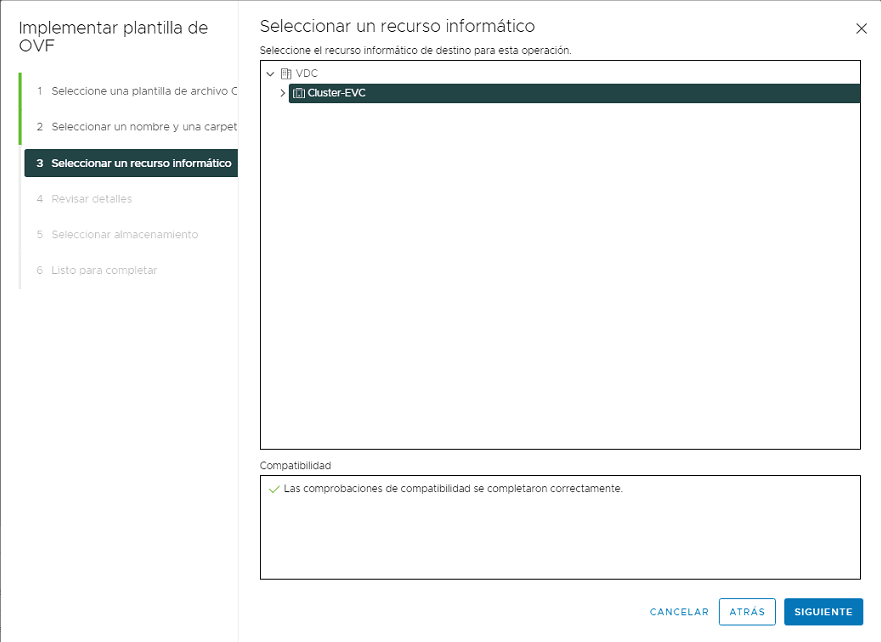 Implementar plantilla de
OVF
1 Seleccione una plantilla de archivo O
2 Seleccionar un nombre y una carpet
3 Seleccionar un recurso informático
4 Revisar detalles
5 Seleccionar almacenamiento
6 Listo para completar
Seleccionar un recurso informático
Seleccione el recurso informático de destino para esta operación.
VDC
Cluster-EVC
Compatibilidad
Las comprobaciones de compatibilidad se completaron correctamente.
CANCELAR
ATRÁS
SIGUIENTE